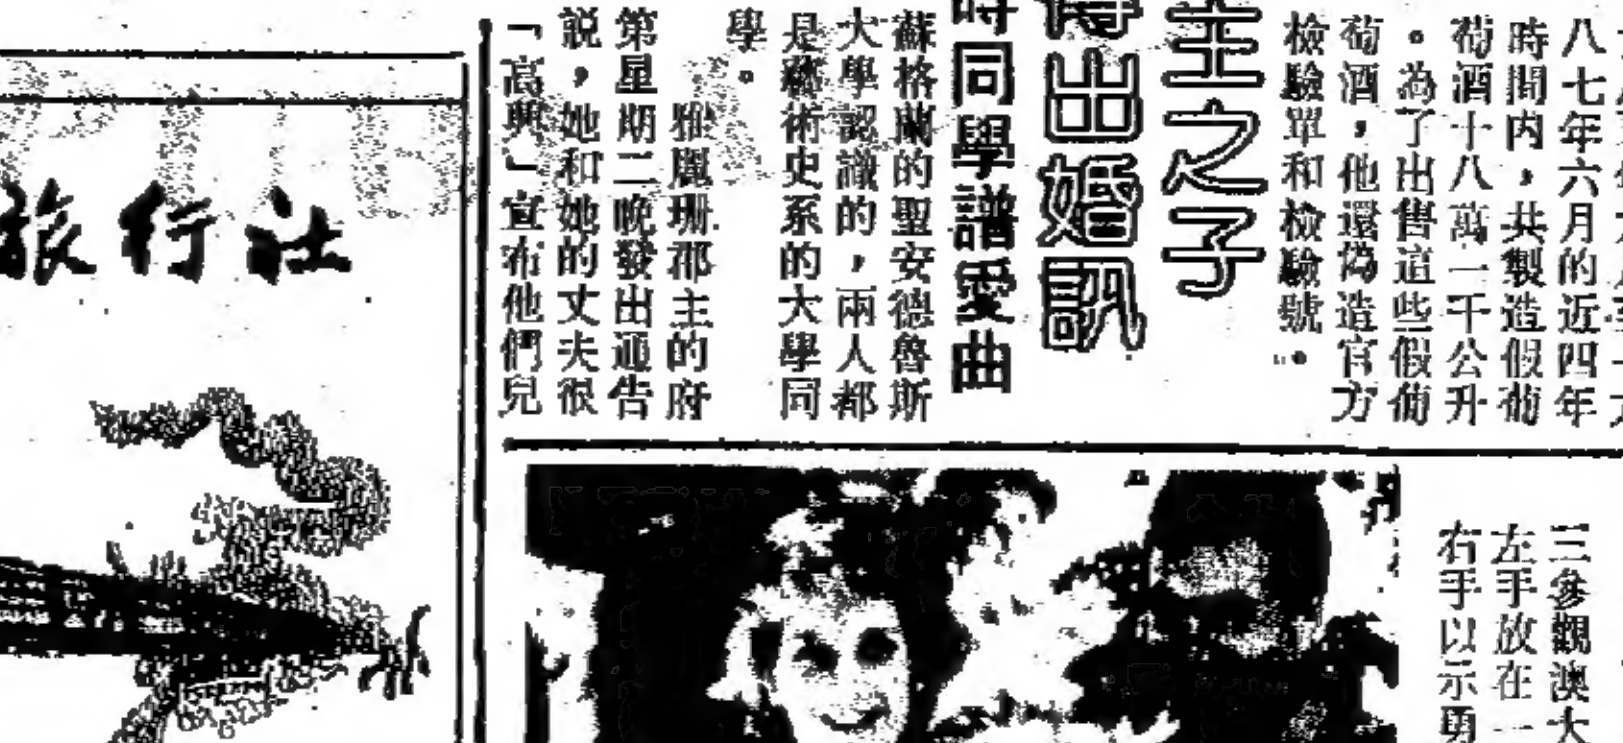 八七年六月的近四年
時間内，共製造假葡
萄酒十八萬一千公升
。為了出售這些假葡
萄酒，他還偽造官方
檢驗單和檢驗號。
主之子
傳出婚訊
時同學譜愛曲
蘇格蘭的聖安德魯斯
大學認識的，兩人都
是藝術史系的大學同
學。
雅麗珊郡主的府
第星期二晚發出通告
説，她和她的丈夫很
「高興」宣布他們兒
三參觀澳大
左手放在一
右手以示勇
旅行社